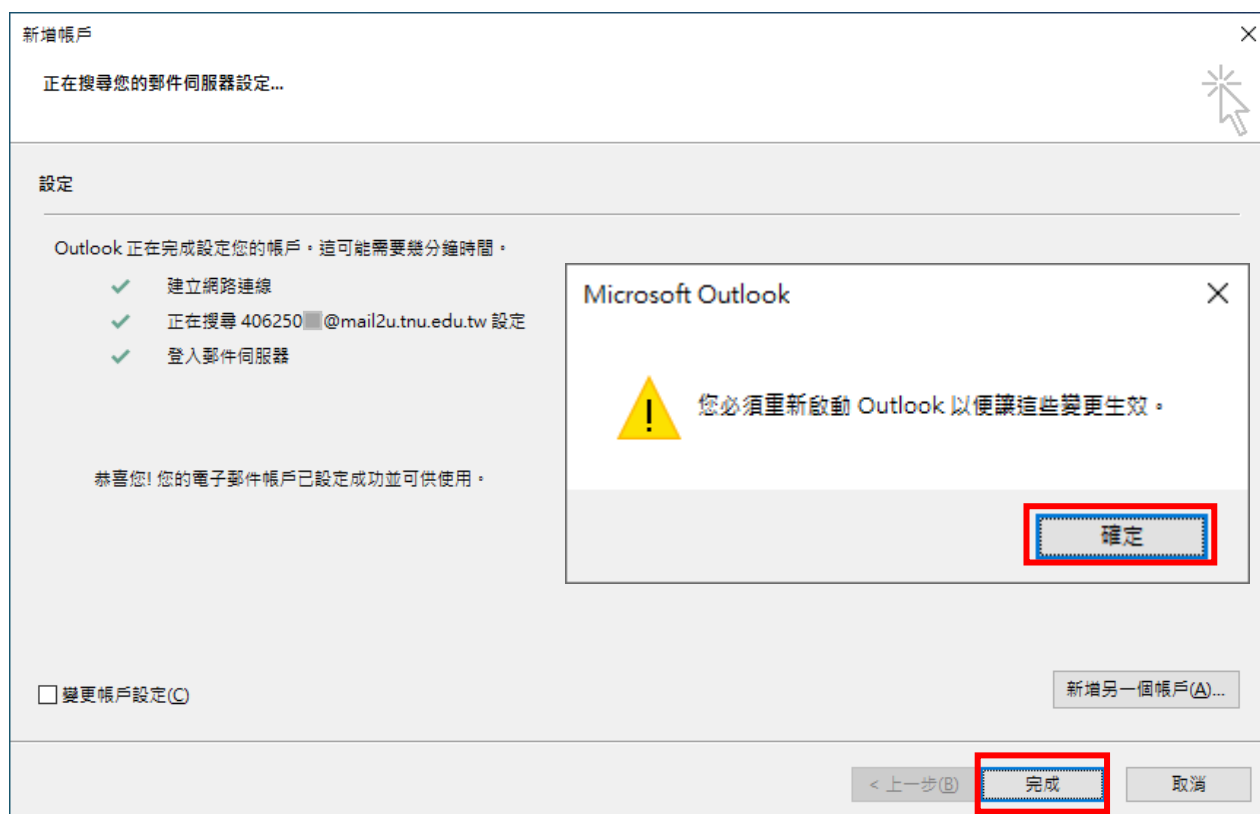 新增帳戶
正在搜尋您的郵件伺服器設定...
設定
Outlook 正在完成設定您的帳戶。這可能需要幾分鐘時間。
建立網路連線
正在搜尋 406250 @mail2u.tnu.edu.tw 設定
登入郵件伺服器
恭喜您! 您的電子郵件帳戶已設定成功並可供使用。
Microsoft Outlook
您必須重新啟動 Outlook 以便讓這些變更生效。
確定
變更帳戶設定(C)
新增另一個帳戶(A)...
< 上一步(B)
完成
取消